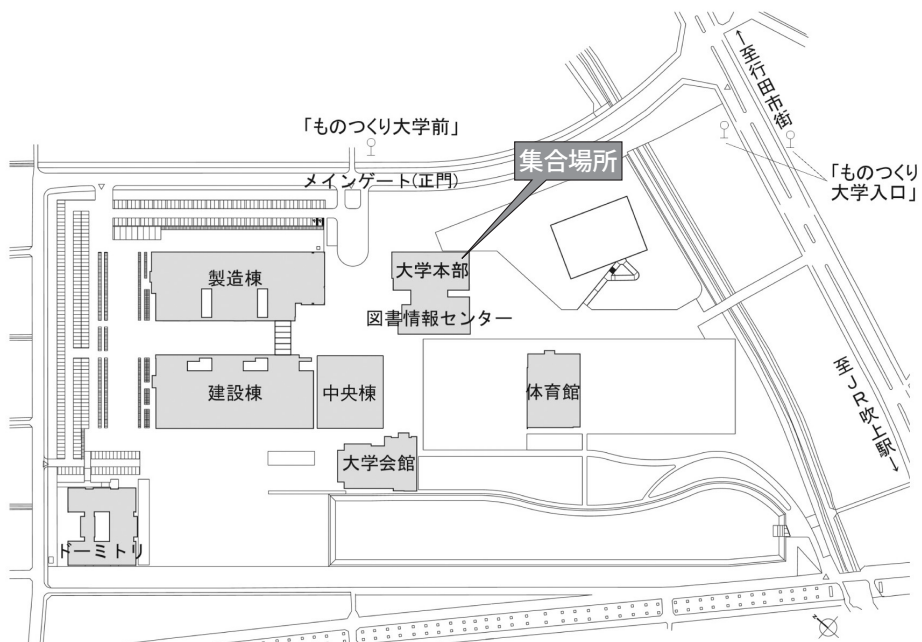 ↑至行田市街
「ものつくり大学前」
集合場所
「ものつくり
大学入口」
メインゲート(正門)
大学本部
製造棟
図書情報センター
建設棟
中央棟
体育館
至JR吹上駅→
大学会館
ドーミトリ